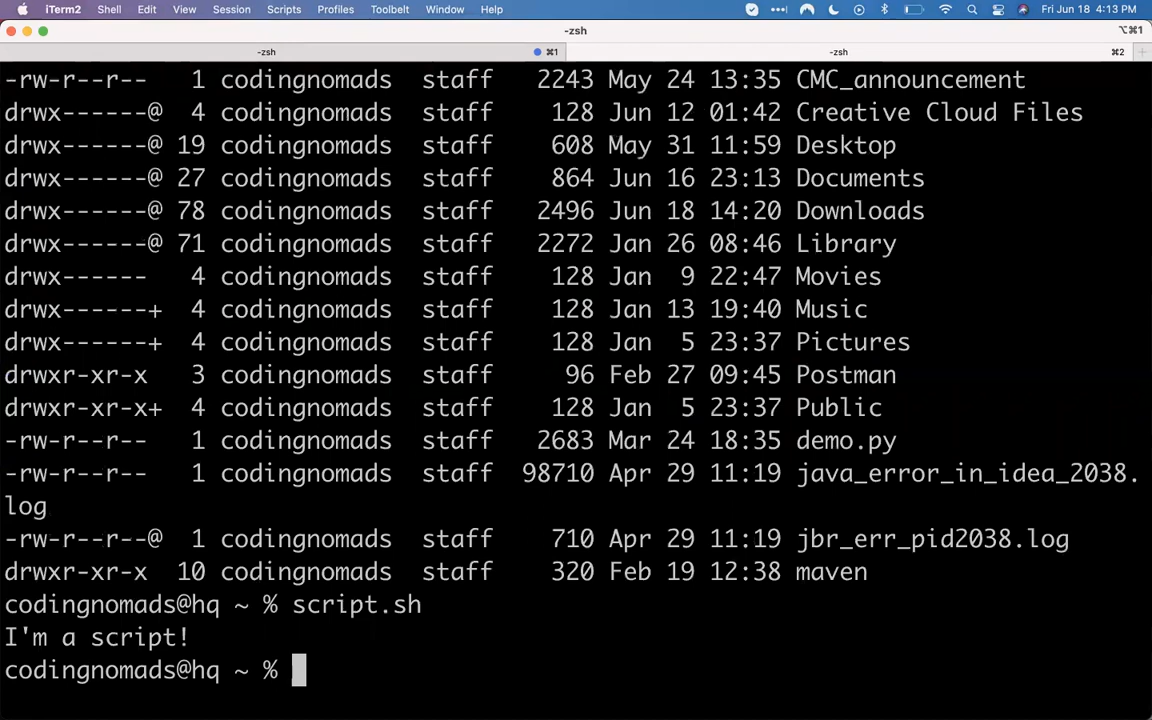 iTerm2 Shell Edit View Session Scripts Profiles Toolbelt Window Help Fri Jun 18 4:13 PM
-zsh ⌥⌘1
-zsh ⌘1 -zsh ⌘2
-rw-r--r-- 1 codingnomads staff 2243 May 24 13:35 CMC_announcement
drwx------@ 4 codingnomads staff 128 Jun 12 01:42 Creative Cloud Files
drwx------@ 19 codingnomads staff 608 May 31 11:59 Desktop
drwx------@ 27 codingnomads staff 864 Jun 16 23:13 Documents
drwx------@ 78 codingnomads staff 2496 Jun 18 14:20 Downloads
drwx------@ 71 codingnomads staff 2272 Jan 26 08:46 Library
drwx------ 4 codingnomads staff 128 Jan 9 22:47 Movies
drwx------+ 4 codingnomads staff 128 Jan 13 19:40 Music
drwx------+ 4 codingnomads staff 128 Jan 5 23:37 Pictures
drwxr-xr-x 3 codingnomads staff 96 Feb 27 09:45 Postman
drwxr-xr-x+ 4 codingnomads staff 128 Jan 5 23:37 Public
-rw-r--r-- 1 codingnomads staff 2683 Mar 24 18:35 demo.py
-rw-r--r-- 1 codingnomads staff 98710 Apr 29 11:19 java_error_in_idea_2038.
log
-rw-r--r--@ 1 codingnomads staff 710 Apr 29 11:19 jbr_err_pid2038.log
drwxr-xr-x 10 codingnomads staff 320 Feb 19 12:38 maven
codingnomads@hq ~ % script.sh
I'm a script!
codingnomads@hq ~ %